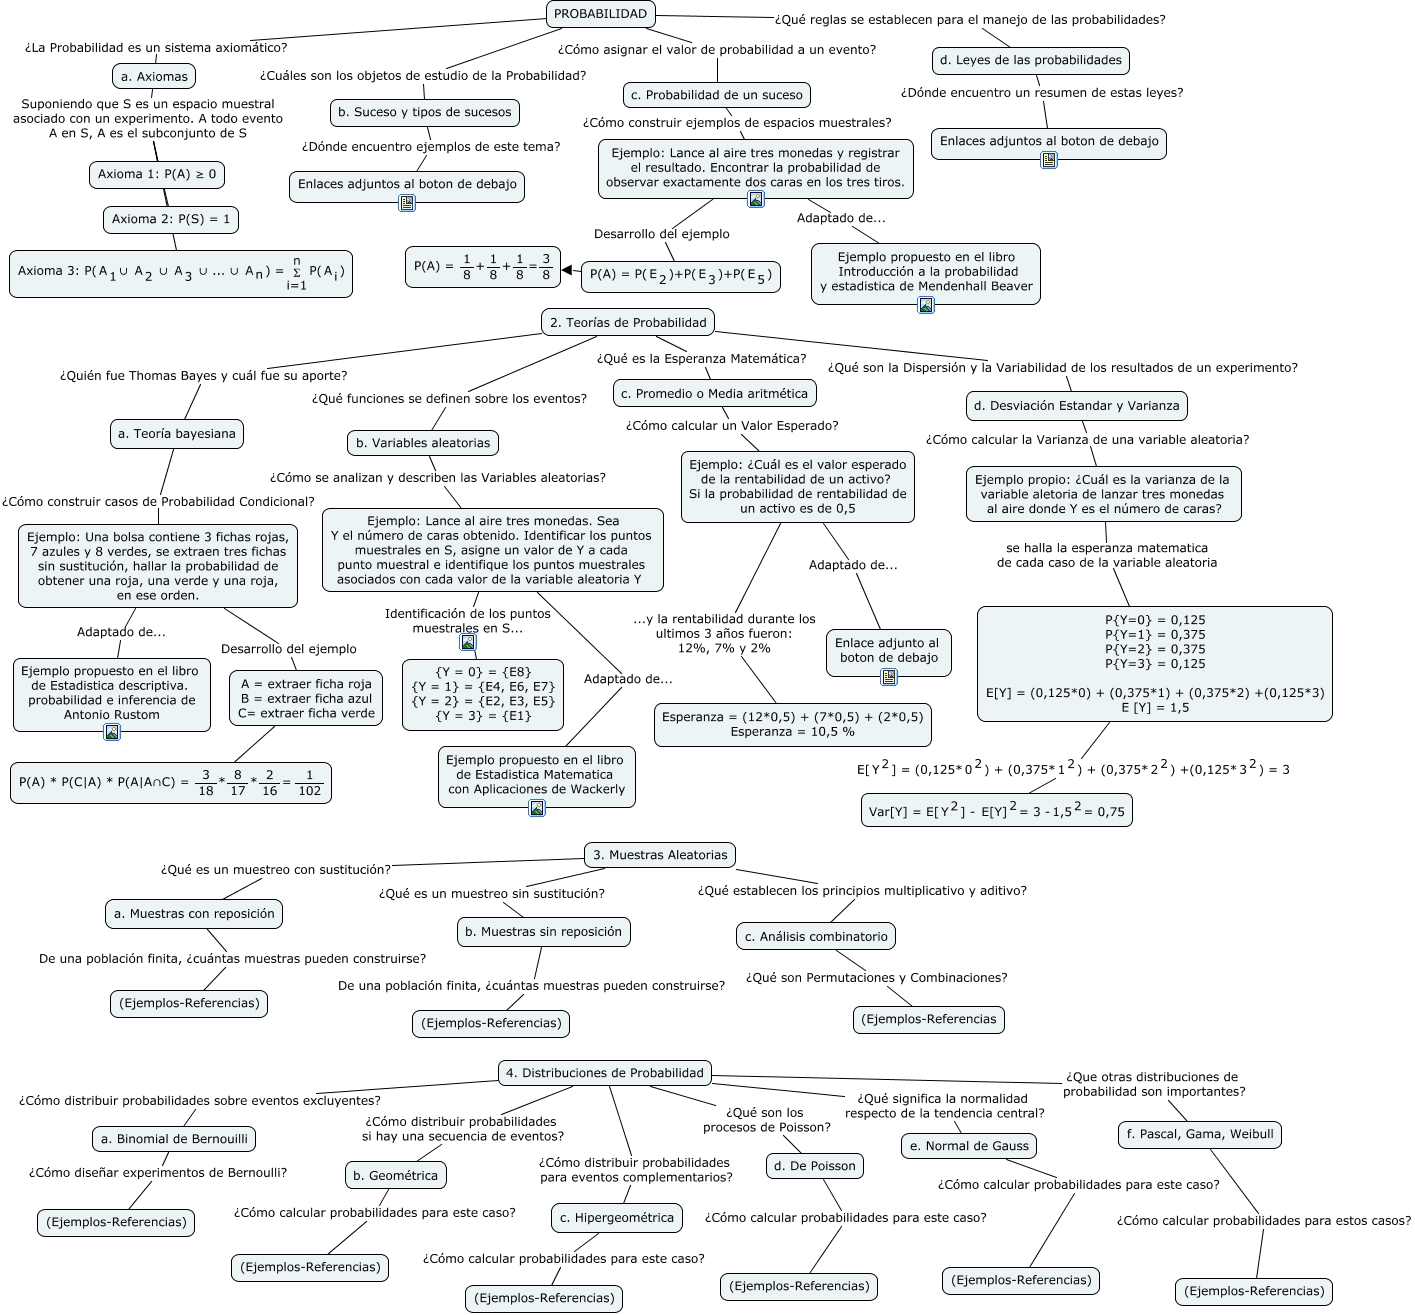 PROBABILIDAD
¿La Probabilidad es un sistema axiomático?
a. Axiomas
Suponiendo que S es un espacio muestral
asociado con un experimento. A todo evento
A en S, A es el subconjunto de S
Axioma 1: P(A) ≥ 0
Axioma 2: P(S) = 1
Axioma 3: P( A₁ ∪ A₂ ∪ A₃ ∪ ... ∪ Aₙ ) = n Σ i=1 P( Aᵢ )
¿Cuáles son los objetos de estudio de la Probabilidad?
b. Suceso y tipos de sucesos
¿Dónde encuentro ejemplos de este tema?
Enlaces adjuntos al boton de debajo
¿Cómo asignar el valor de probabilidad a un evento?
c. Probabilidad de un suceso
¿Cómo construir ejemplos de espacios muestrales?
Ejemplo: Lance al aire tres monedas y registrar
el resultado. Encontrar la probabilidad de
observar exactamente dos caras en los tres tiros.
Desarrollo del ejemplo
P(A) = P( E₂ )+P( E₃ )+P( E₅ )
P(A) = 1/8 + 1/8 + 1/8 = 3/8
Adaptado de...
Ejemplo propuesto en el libro
Introducción a la probabilidad
y estadistica de Mendenhall Beaver
¿Qué reglas se establecen para el manejo de las probabilidades?
d. Leyes de las probabilidades
¿Dónde encuentro un resumen de estas leyes?
Enlaces adjuntos al boton de debajo
2. Teorías de Probabilidad
¿Quién fue Thomas Bayes y cuál fue su aporte?
a. Teoría bayesiana
¿Cómo construir casos de Probabilidad Condicional?
Ejemplo: Una bolsa contiene 3 fichas rojas,
7 azules y 8 verdes, se extraen tres fichas
sin sustitución, hallar la probabilidad de
obtener una roja, una verde y una roja,
en ese orden.
Adaptado de...
Ejemplo propuesto en el libro
de Estadistica descriptiva.
probabilidad e inferencia de
Antonio Rustom
Desarrollo del ejemplo
A = extraer ficha roja
B = extraer ficha azul
C= extraer ficha verde
P(A) * P(C|A) * P(A|A∩C) = 3/18 * 8/17 * 2/16 = 1/102
¿Qué funciones se definen sobre los eventos?
b. Variables aleatorias
¿Cómo se analizan y describen las Variables aleatorias?
Ejemplo: Lance al aire tres monedas. Sea
Y el número de caras obtenido. Identificar los puntos
muestrales en S, asigne un valor de Y a cada
punto muestral e identifique los puntos muestrales
asociados con cada valor de la variable aleatoria Y
Identificación de los puntos
muestrales en S...
{Y = 0} = {E8}
{Y = 1} = {E4, E6, E7}
{Y = 2} = {E2, E3, E5}
{Y = 3} = {E1}
Adaptado de...
Ejemplo propuesto en el libro
de Estadistica Matematica
con Aplicaciones de Wackerly
¿Qué es la Esperanza Matemática?
c. Promedio o Media aritmética
¿Cómo calcular un Valor Esperado?
Ejemplo: ¿Cuál es el valor esperado
de la rentabilidad de un activo?
Si la probabilidad de rentabilidad de
un activo es de 0,5
...y la rentabilidad durante los
ultimos 3 años fueron:
12%, 7% y 2%
Esperanza = (12*0,5) + (7*0,5) + (2*0,5)
Esperanza = 10,5 %
Adaptado de...
Enlace adjunto al
boton de debajo
¿Qué son la Dispersión y la Variabilidad de los resultados de un experimento?
d. Desviación Estandar y Varianza
¿Cómo calcular la Varianza de una variable aleatoria?
Ejemplo propio: ¿Cuál es la varianza de la
variable aletoria de lanzar tres monedas
al aire donde Y es el número de caras?
se halla la esperanza matematica
de cada caso de la variable aleatoria
P{Y=0} = 0,125
P{Y=1} = 0,375
P{Y=2} = 0,375
P{Y=3} = 0,125
E[Y] = (0,125*0) + (0,375*1) + (0,375*2) +(0,125*3)
E [Y] = 1,5
E[ Y² ] = (0,125* 0² ) + (0,375* 1² ) + (0,375* 2² ) +(0,125* 3² ) = 3
Var[Y] = E[ Y² ] - E[Y]² = 3 - 1,5² = 0,75
3. Muestras Aleatorias
¿Qué es un muestreo con sustitución?
a. Muestras con reposición
De una población finita, ¿cuántas muestras pueden construirse?
(Ejemplos-Referencias)
¿Qué es un muestreo sin sustitución?
b. Muestras sin reposición
De una población finita, ¿cuántas muestras pueden construirse?
(Ejemplos-Referencias)
¿Qué establecen los principios multiplicativo y aditivo?
c. Análisis combinatorio
¿Qué son Permutaciones y Combinaciones?
(Ejemplos-Referencias
4. Distribuciones de Probabilidad
¿Cómo distribuir probabilidades sobre eventos excluyentes?
a. Binomial de Bernouilli
¿Cómo diseñar experimentos de Bernoulli?
(Ejemplos-Referencias)
¿Cómo distribuir probabilidades
si hay una secuencia de eventos?
b. Geométrica
¿Cómo calcular probabilidades para este caso?
(Ejemplos-Referencias)
¿Cómo distribuir probabilidades
para eventos complementarios?
c. Hipergeométrica
¿Cómo calcular probabilidades para este caso?
(Ejemplos-Referencias)
¿Qué son los
procesos de Poisson?
d. De Poisson
¿Cómo calcular probabilidades para este caso?
(Ejemplos-Referencias)
¿Qué significa la normalidad
respecto de la tendencia central?
e. Normal de Gauss
¿Cómo calcular probabilidades para este caso?
(Ejemplos-Referencias)
¿Que otras distribuciones de
probabilidad son importantes?
f. Pascal, Gama, Weibull
¿Cómo calcular probabilidades para estos casos?
(Ejemplos-Referencias)